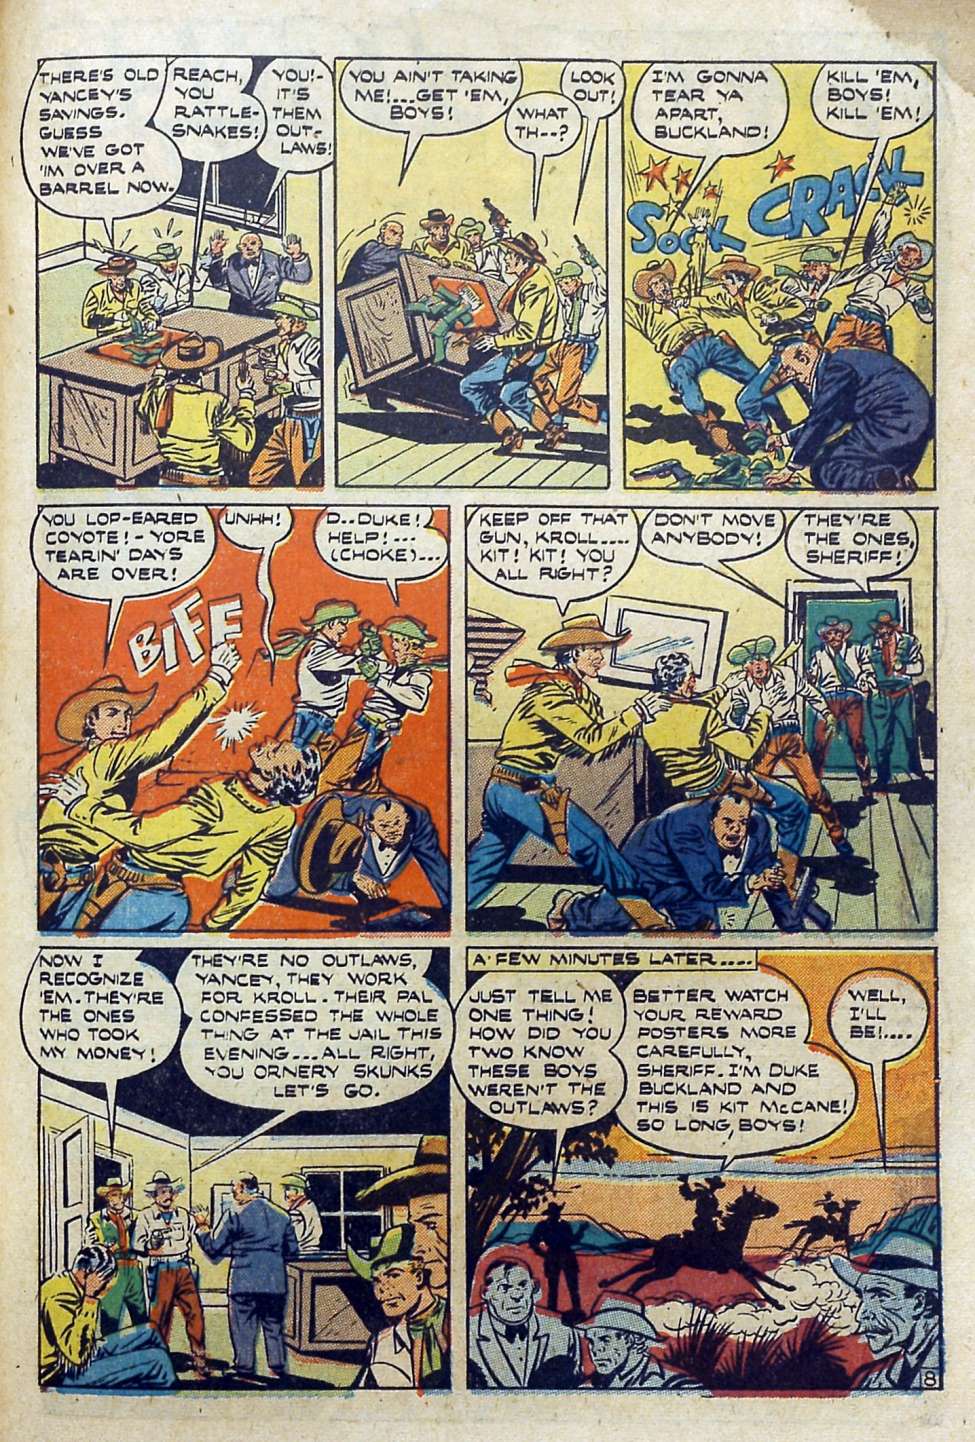 THERE'S OLD
YANCEY'S
SAVINGS.
GUESS
WE'VE GOT
'IM OVER A
BARREL NOW.
REACH,
YOU
RATTLE-
SNAKES!
YOU!-
IT'S
THEM
OUT-
LAWS!
YOU AIN'T TAKING
ME!...GET 'EM,
BOYS!
WHAT
TH--?
LOOK
OUT!
I'M GONNA
TEAR YA
APART,
BUCKLAND!
KILL 'EM,
BOYS!
KILL 'EM!
SOCK
CRACK
YOU LOP-EARED
COYOTE!-YORE
TEARIN' DAYS
ARE OVER!
BIFF
UNHH!
D..DUKE!
HELP!...
(CHOKE)...
KEEP OFF THAT
GUN, KROLL....
KIT! KIT! YOU
ALL RIGHT?
DON'T MOVE
ANYBODY!
THEY'RE
THE ONES,
SHERIFF!
NOW I
RECOGNIZE
'EM. THEY'RE
THE ONES
WHO TOOK
MY MONEY!
THEY'RE NO OUTLAWS,
YANCEY, THEY WORK
FOR KROLL. THEIR PAL
CONFESSED THE WHOLE
THING AT THE JAIL THIS
EVENING...ALL RIGHT,
YOU ORNERY SKUNKS
LET'S GO.
A FEW MINUTES LATER....
JUST TELL ME
ONE THING!
HOW DID YOU
TWO KNOW
THESE BOYS
WEREN'T THE
OUTLAWS?
BETTER WATCH
YOUR REWARD
POSTERS MORE
CAREFULLY,
SHERIFF. I'M DUKE
BUCKLAND AND
THIS IS KIT McCANE!
SO LONG, BOYS!
WELL,
I'LL
BE!....
8